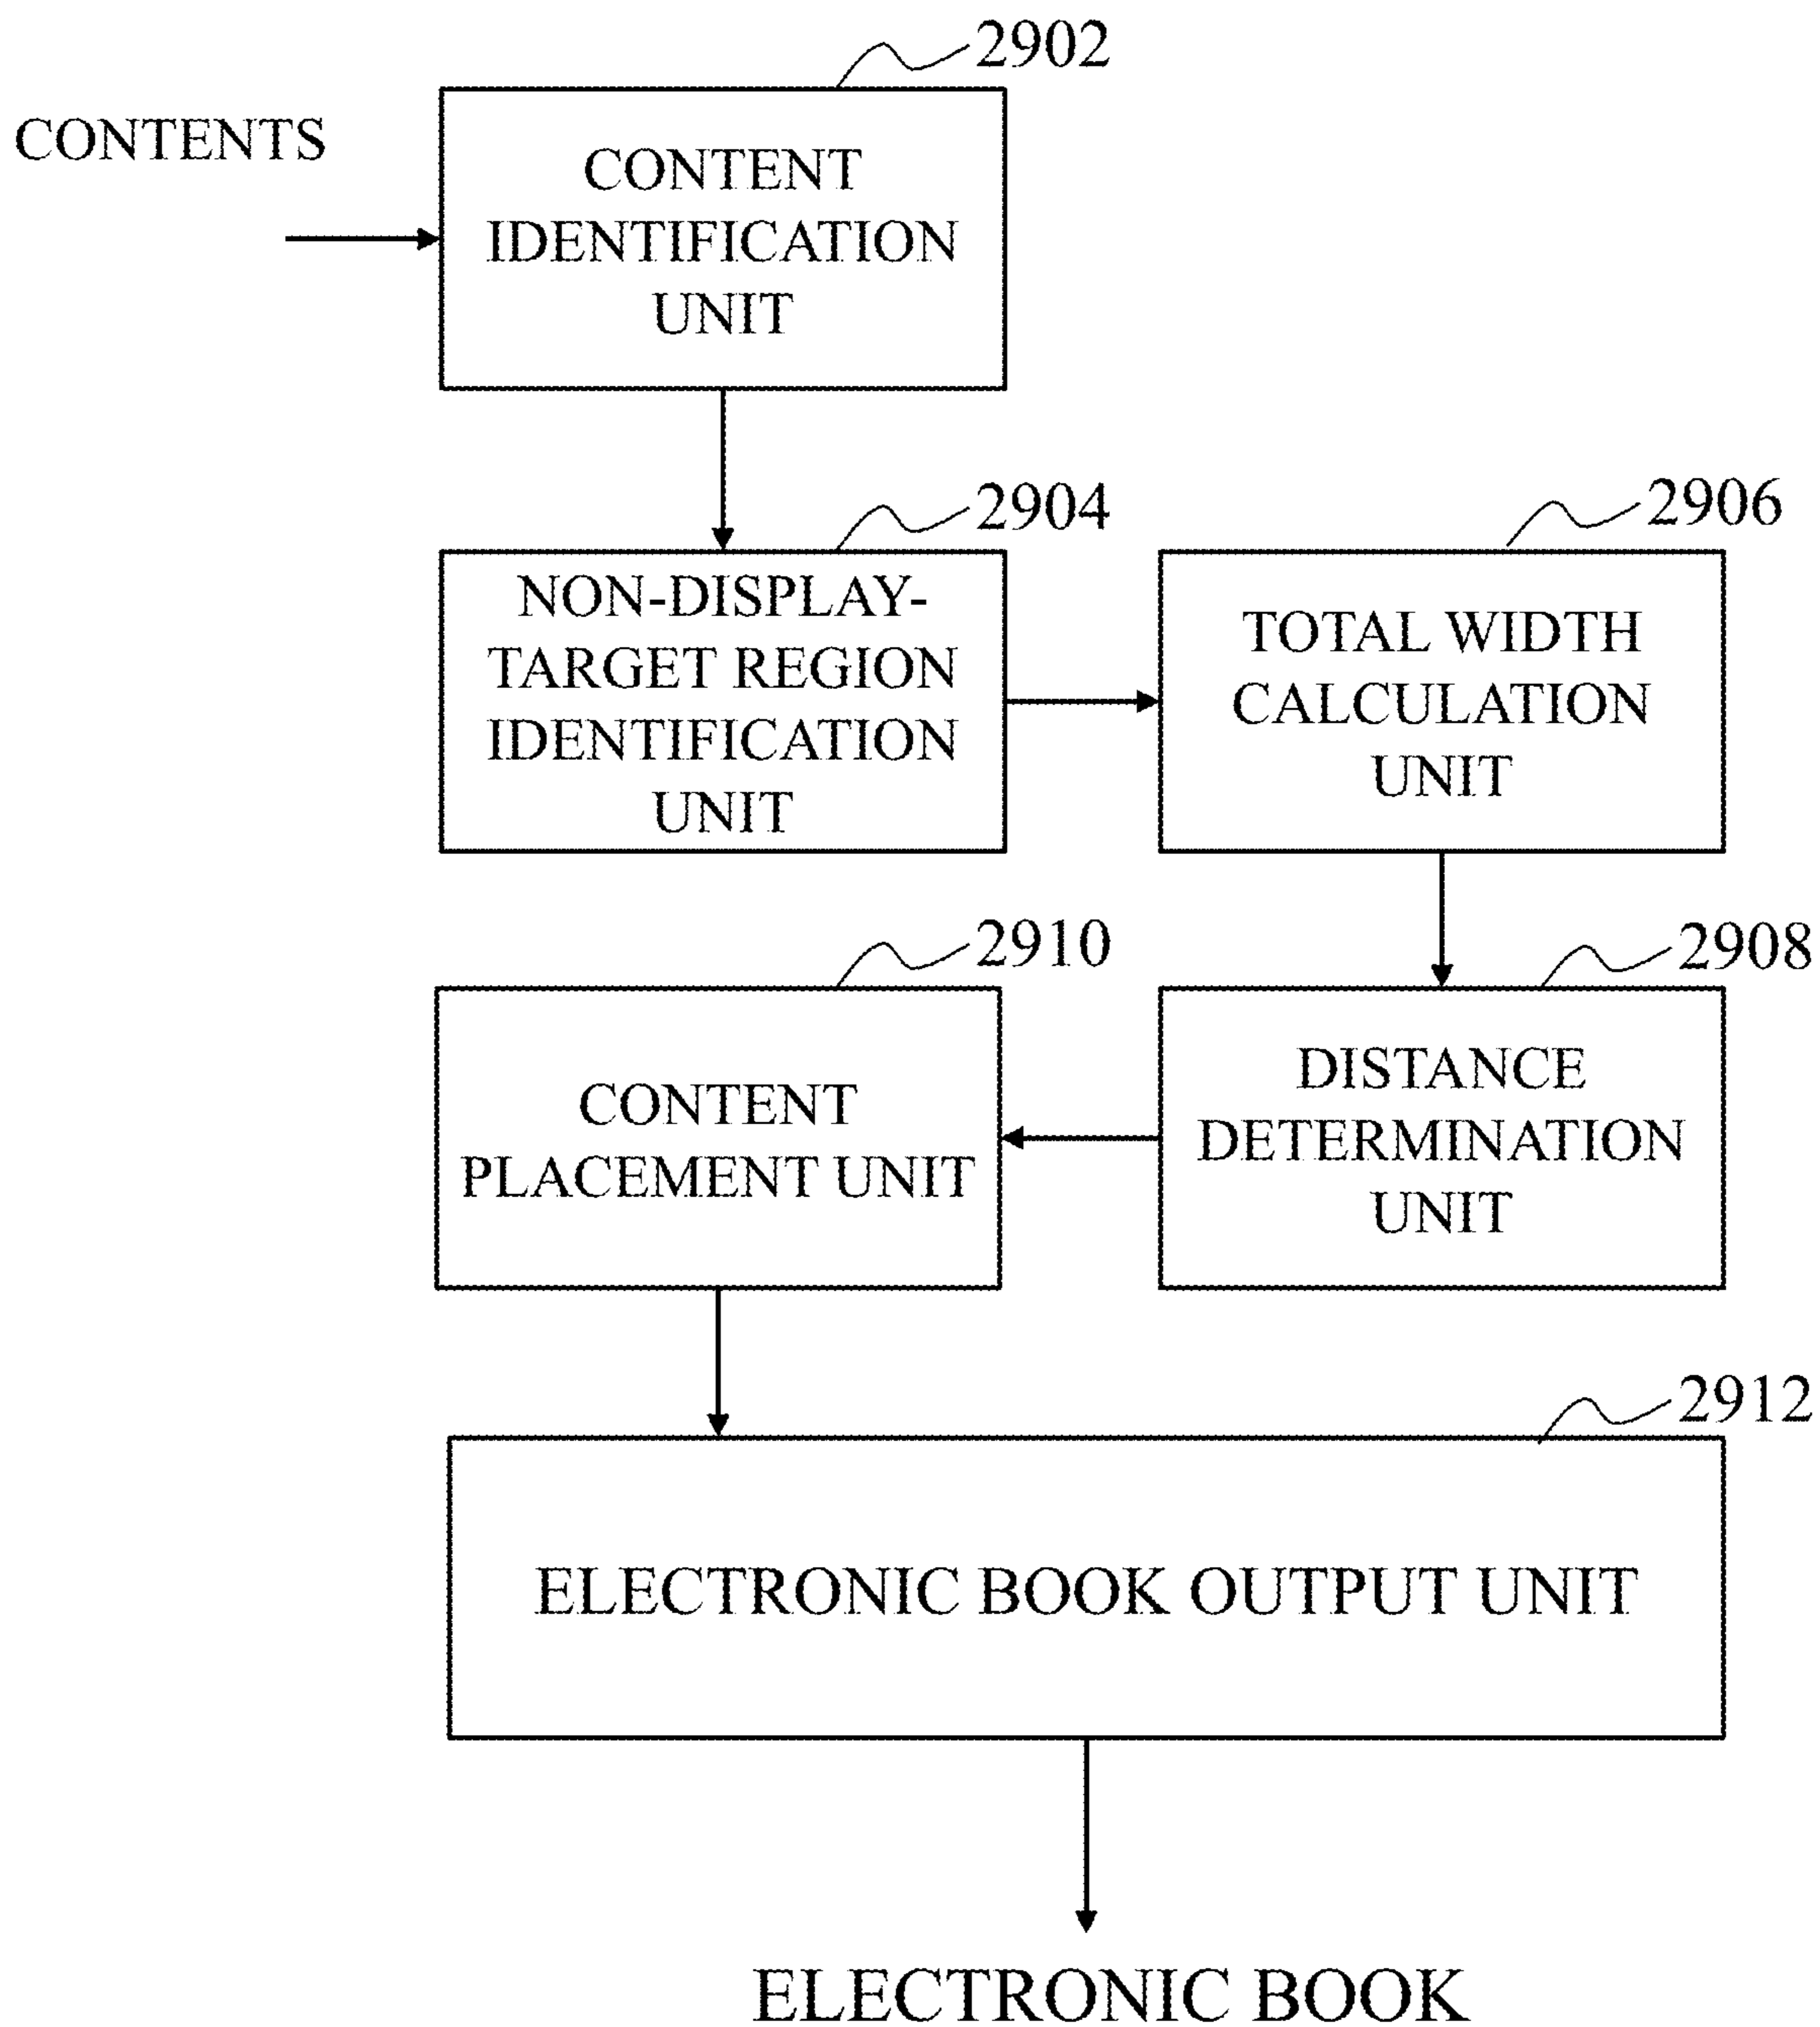 2902
CONTENTS
CONTENT
IDENTIFICATION
UNIT
2904
NON-DISPLAY-
TARGET REGION
IDENTIFICATION
UNIT
2906
TOTAL WIDTH
CALCULATION
UNIT
2910
CONTENT
PLACEMENT UNIT
2908
DISTANCE
DETERMINATION
UNIT
2912
ELECTRONIC BOOK OUTPUT UNIT
ELECTRONIC BOOK